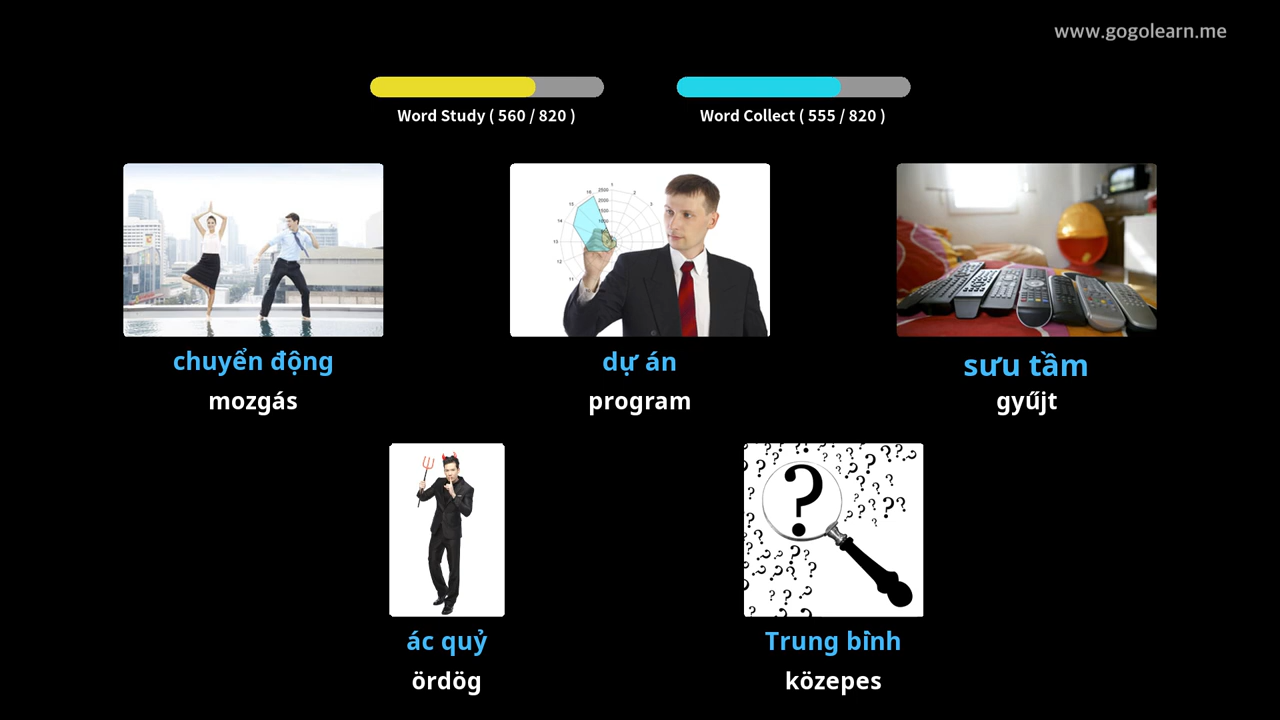 www.gogolearn.me
Word Study ( 560 / 820 )
Word Collect ( 555 / 820 )
chuyển động
mozgás
dự án
program
sưu tầm
gyűjt
ác quỷ
ördög
Trung bình
közepes